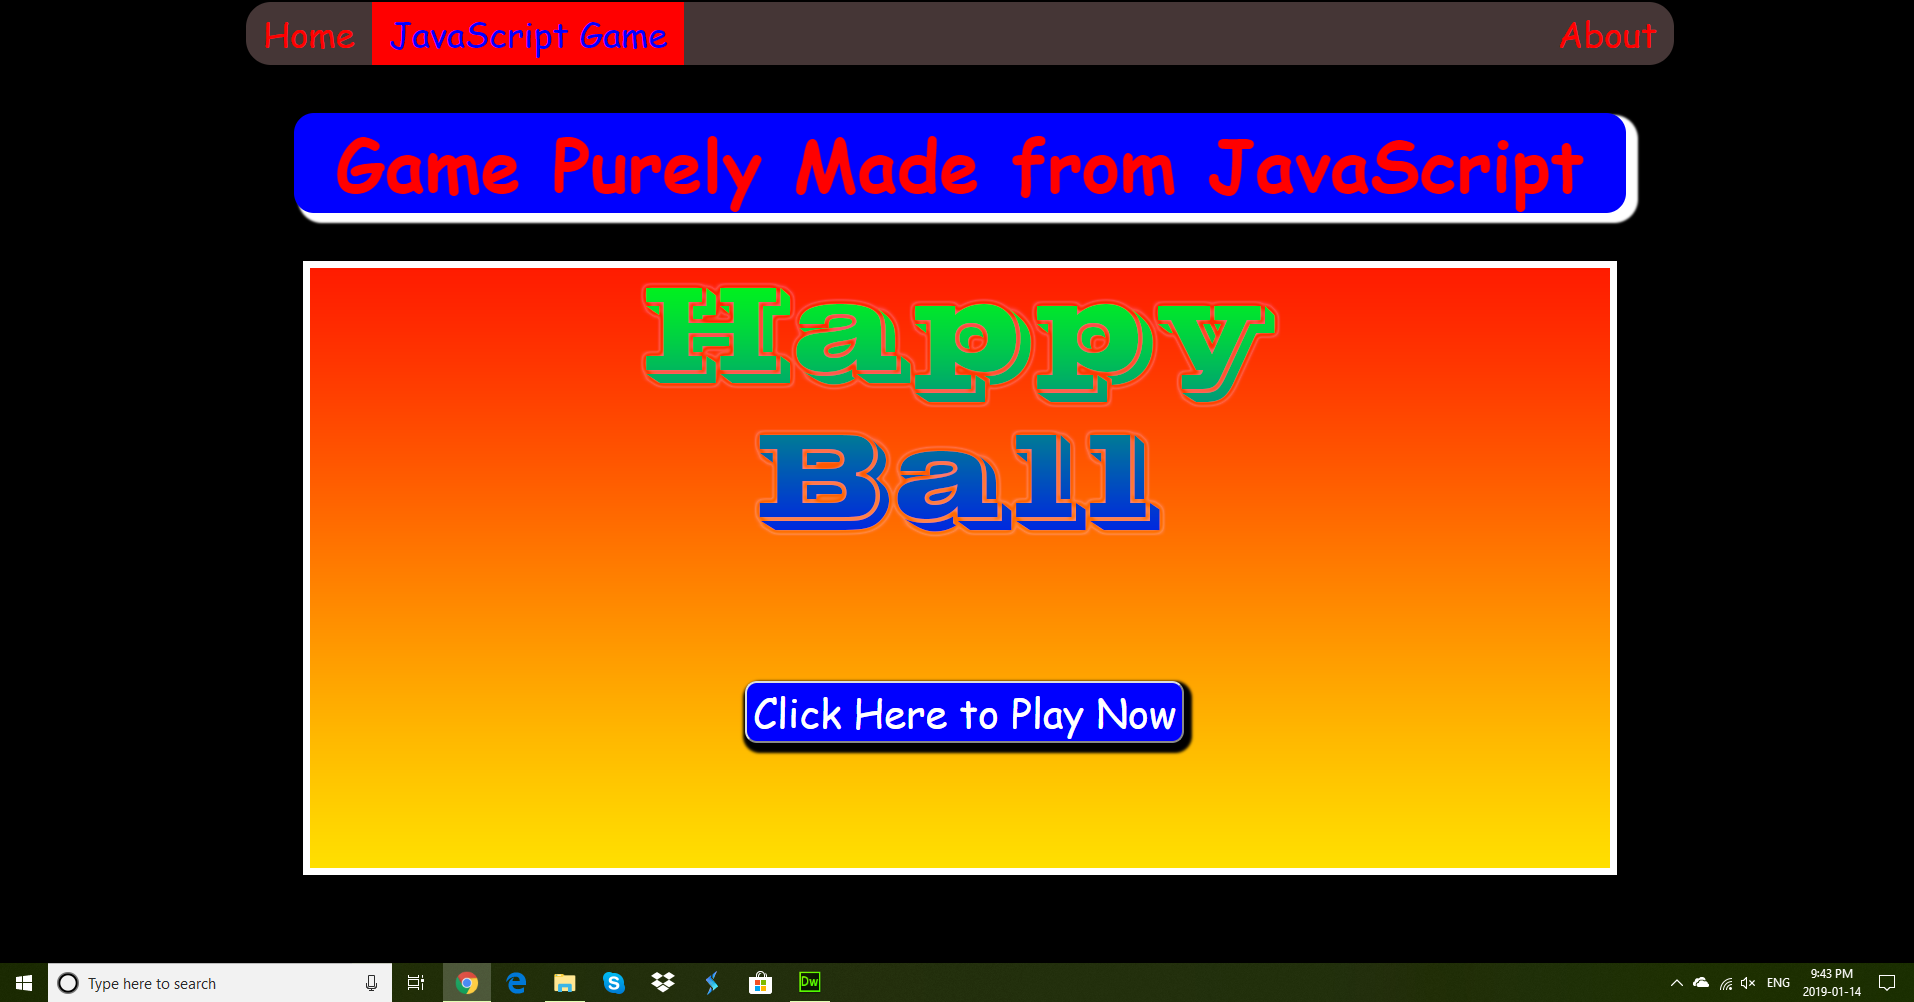 Home JavaScript Game About
Game Purely Made from JavaScript
Happy
Ball
Click Here to Play Now
Type here to search
Dw
ENG
9:43 PM
2019-01-14